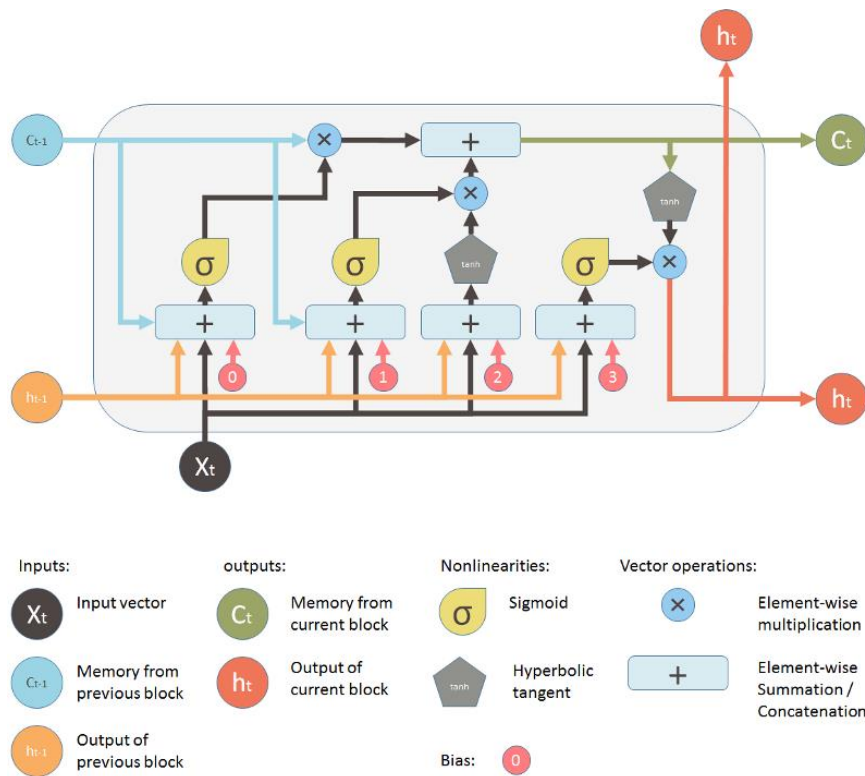 ht
Ct-1
×
+
Ct
tanh
×
σ
σ
tanh
σ
×
+
+
+
+
0
1
2
3
ht-1
ht
Xt
Inputs:
outputs:
Nonlinearities:
Vector operations:
Xt
Input vector
Ct
Memory from
current block
σ
Sigmoid
×
Element-wise
multiplication
Ct-1
Memory from
previous block
ht
Output of
current block
tanh
Hyperbolic
tangent
+
Element-wise
Summation /
Concatenation
ht-1
Output of
previous block
Bias:
0